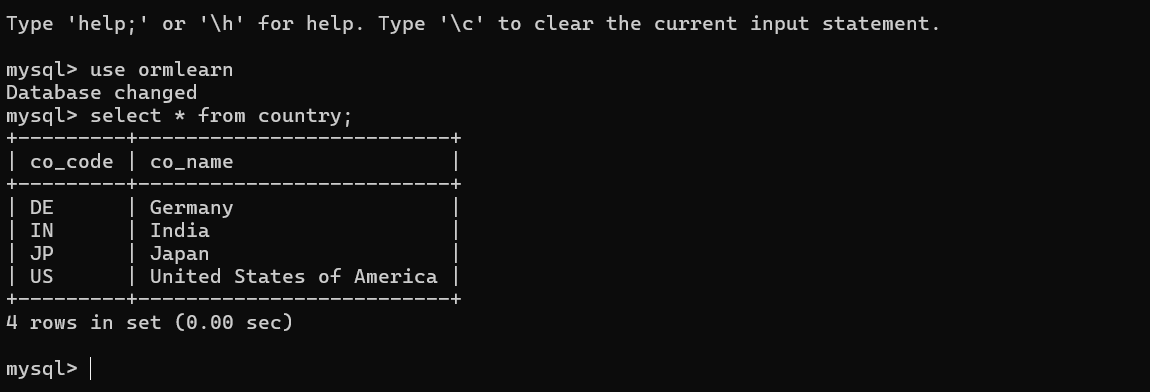 Type 'help;' or '\h' for help. Type '\c' to clear the current input statement.
mysql> use ormlearn
Database changed
mysql> select * from country;
+---------+--------------------------+
| co_code | co_name                  |
+---------+--------------------------+
| DE      | Germany                  |
| IN      | India                    |
| JP      | Japan                    |
| US      | United States of America |
+---------+--------------------------+
4 rows in set (0.00 sec)
mysql>